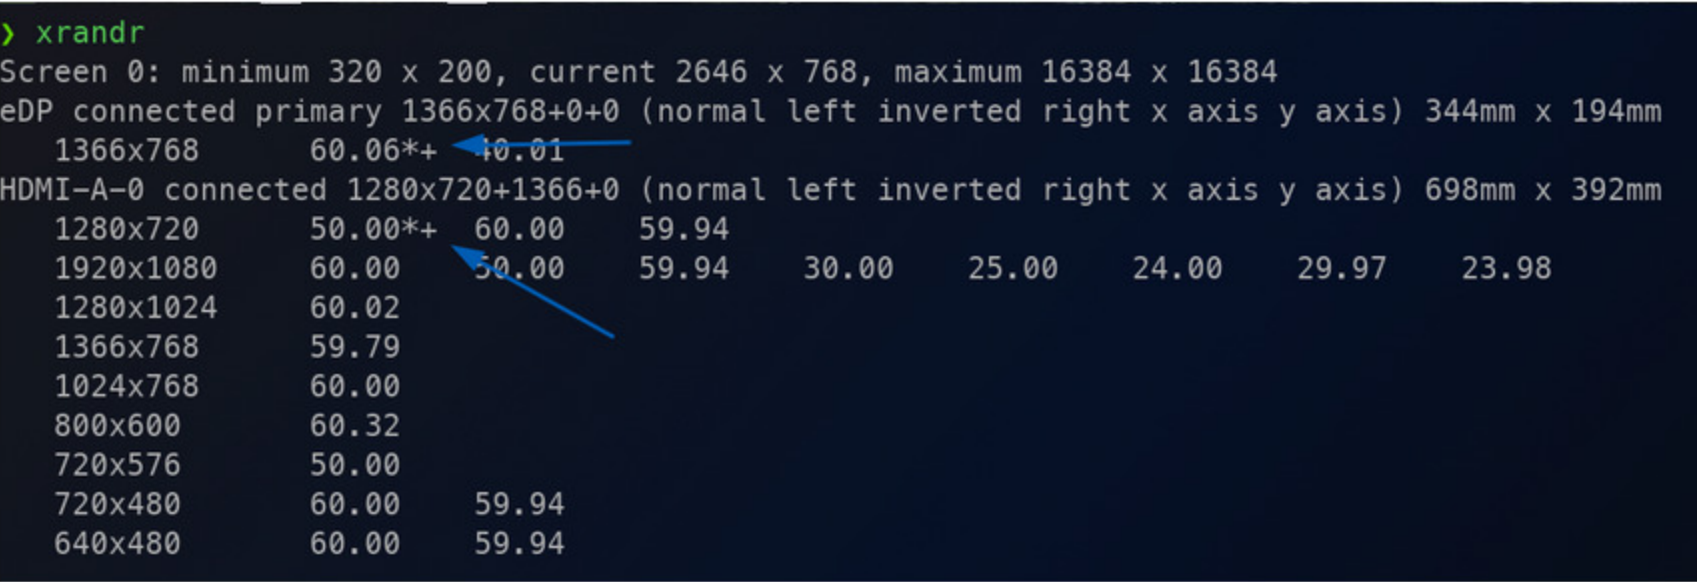 ❯ xrandr
Screen 0: minimum 320 x 200, current 2646 x 768, maximum 16384 x 16384
eDP connected primary 1366x768+0+0 (normal left inverted right x axis y axis) 344mm x 194mm
   1366x768      60.06*+  40.01
HDMI-A-0 connected 1280x720+1366+0 (normal left inverted right x axis y axis) 698mm x 392mm
   1280x720      50.00*+  60.00    59.94
   1920x1080     60.00    50.00    59.94    30.00    25.00    24.00    29.97    23.98
   1280x1024     60.02
   1366x768      59.79
   1024x768      60.00
   800x600       60.32
   720x576       50.00
   720x480       60.00    59.94
   640x480       60.00    59.94